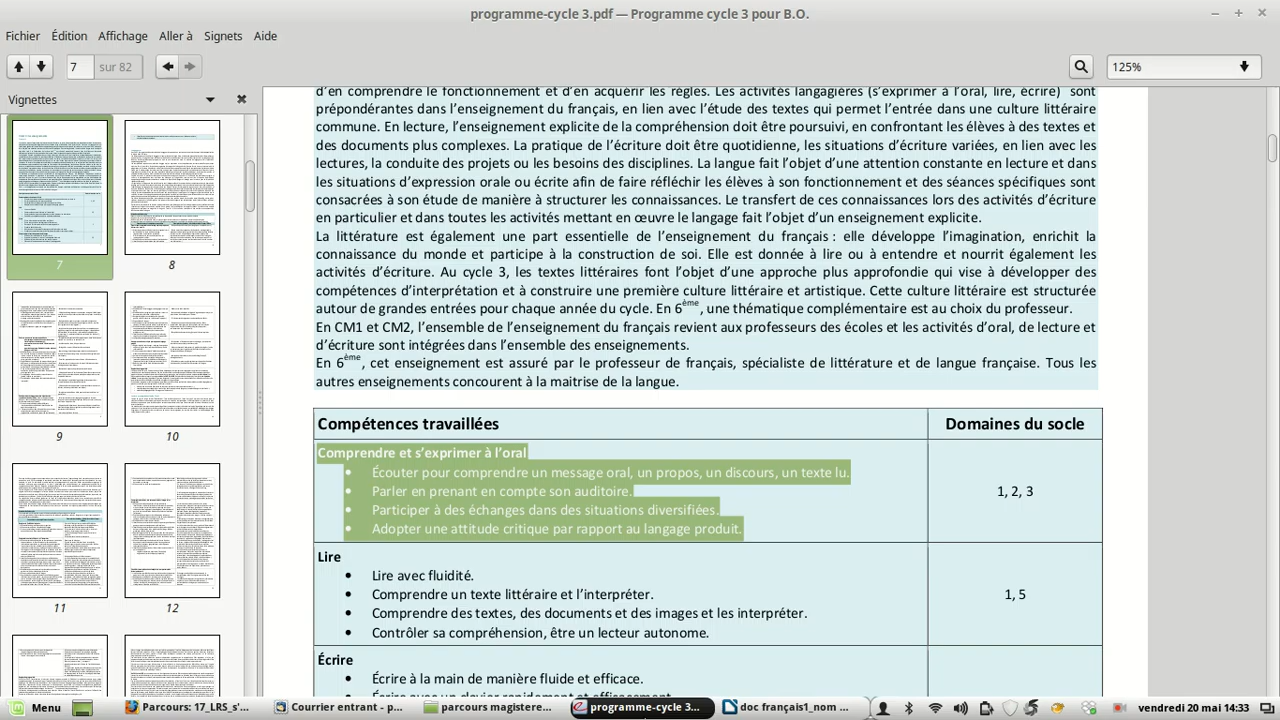 programme-cycle 3.pdf — Programme cycle 3 pour B.O.
Fichier Édition Affichage Aller à Signets Aide
7 sur 82 125%
Vignettes
7 8
9 10
11 12
d'en comprendre le fonctionnement et d'en acquérir les règles. Les activités langagières (s'exprimer à l'oral, lire, écrire) sont
prépondérantes dans l'enseignement du français, en lien avec l'étude des textes qui permet l'entrée dans une culture littéraire
commune. En lecture, l'enseignement explicite de la compréhension doit être poursuivi, en confrontant les élèves à des textes et
des documents plus complexes. La pratique de l'écriture doit être quotidienne, les situations d'écriture variées, en lien avec les
lectures, la conduite des projets ou les besoins des disciplines. La langue fait l'objet d'une attention constante en lecture et dans
les situations d'expression orale ou écrite afin de faire réfléchir les élèves à son fonctionnement et des séances spécifiques sont
consacrées à son étude de manière à structurer les connaissances. Le transfert de ces connaissances lors des activités d'écriture
en particulier et dans toutes les activités mettant en œuvre le langage fait l'objet d'un enseignement explicite.
La littérature est également une part essentielle de l'enseignement du français : elle développe l'imagination, enrichit la
connaissance du monde et participe à la construction de soi. Elle est donnée à lire ou à entendre et nourrit également les
activités d'écriture. Au cycle 3, les textes littéraires font l'objet d'une approche plus approfondie qui vise à développer des
compétences d'interprétation et à construire une première culture littéraire et artistique. Cette culture littéraire est structurée
autour de grandes entrées pour chaque année du cycle. En 6ème, une thématique complémentaire est au choix du professeur.
En CM1 et CM2, l'ensemble de l'enseignement du français revient aux professeurs des écoles et les activités d'oral, de lecture et
d'écriture sont intégrées dans l'ensemble des enseignements.
En 6ème, cet enseignement est assuré par le professeur de français, spécialiste de littérature et de langue française. Tous les
autres enseignements concourent à la maitrise de la langue.
Compétences travaillées Domaines du socle
Comprendre et s'exprimer à l'oral
• Écouter pour comprendre un message oral, un propos, un discours, un texte lu.
• Parler en prenant en compte son auditoire.
Participer à des échanges dans des situations diversifiées.
• Adopter une attitude critique par rapport au langage produit.
1, 2, 3
Lire
• Lire avec fluidité.
• Comprendre un texte littéraire et l'interpréter.
• Comprendre des textes, des documents et des images et les interpréter.
• Contrôler sa compréhension, être un lecteur autonome.
1, 5
Écrire
• Écrire à la main de manière fluide et efficace.
• Écrire avec un clavier rapidement et efficacement.
Menu Parcours: 17_LRS_s'... Courrier entrant - p... parcours magistere... programme-cycle 3... doc français1_nom ... vendredi 20 mai 14:33